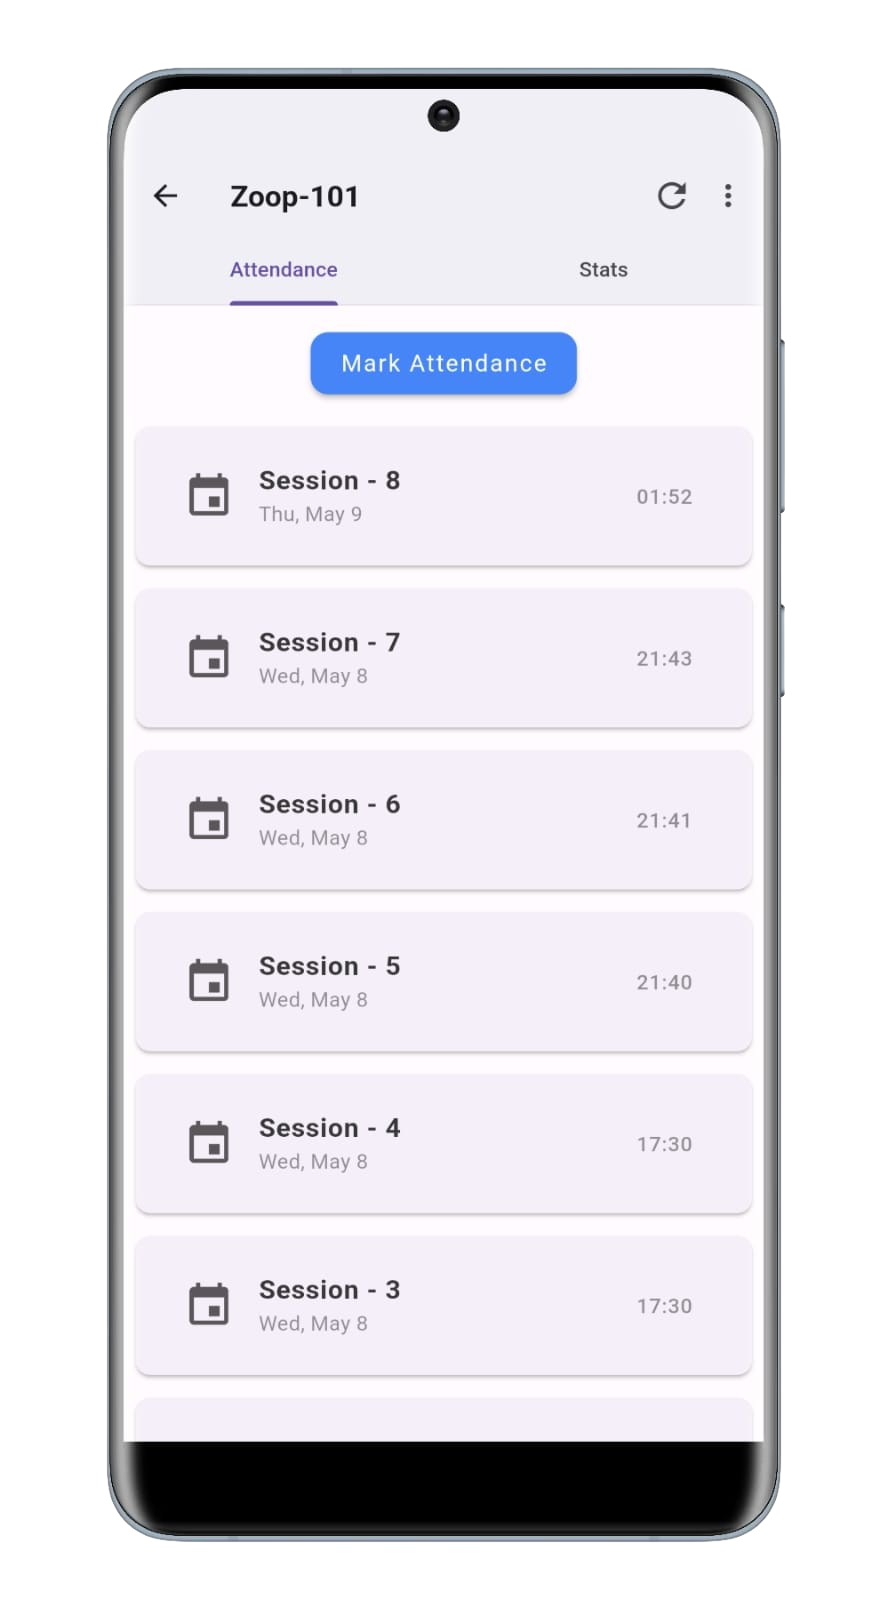 Zoop-101
Attendance Stats
Mark Attendance
Session - 8
Thu, May 9
01:52
Session - 7
Wed, May 8
21:43
Session - 6
Wed, May 8
21:41
Session - 5
Wed, May 8
21:40
Session - 4
Wed, May 8
17:30
Session - 3
Wed, May 8
17:30